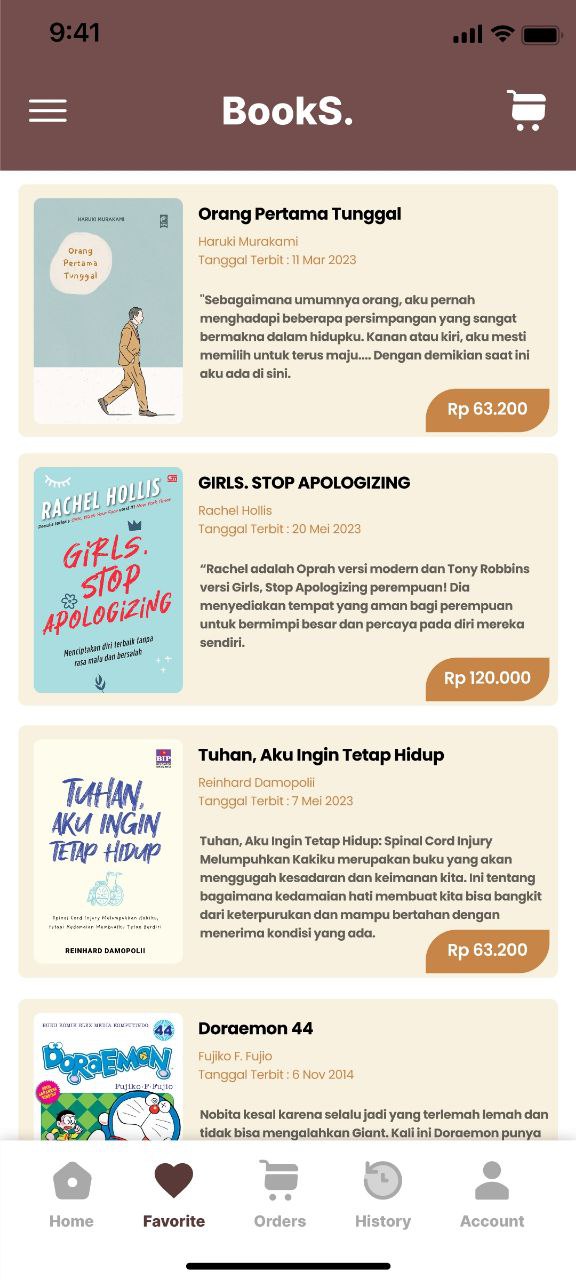 9:41
BookS.
HARUKI MURAKAMI
Orang
Pertama
Tunggal
Orang Pertama Tunggal
Haruki Murakami
Tanggal Terbit : 11 Mar 2023
"Sebagaimana umumnya orang, aku pernah
menghadapi beberapa persimpangan yang sangat
bermakna dalam hidupku. Kanan atau kiri, aku mesti
memilih untuk terus maju.... Dengan demikian saat ini
aku ada di sini.
Rp 63.200
RACHEL HOLLIS
GIRLS.
STOP
APOLOGIZING
Menciptakan diri terbaik tanpa
rasa malu dan bersalah
GIRLS. STOP APOLOGIZING
Rachel Hollis
Tanggal Terbit : 20 Mei 2023
“Rachel adalah Oprah versi modern dan Tony Robbins
versi Girls, Stop Apologizing perempuan! Dia
menyediakan tempat yang aman bagi perempuan
untuk bermimpi besar dan percaya pada diri mereka
sendiri.
Rp 120.000
BIP
TUHAN,
AKU INGIN
TETAP HIDUP
Spinal Cord Injury Melumpuhkan Kakiku,
REINHARD DAMOPOLII
Tuhan, Aku Ingin Tetap Hidup
Reinhard Damopolii
Tanggal Terbit : 7 Mei 2023
Tuhan, Aku Ingin Tetap Hidup: Spinal Cord Injury
Melumpuhkan Kakiku merupakan buku yang akan
menggugah kesadaran dan keimanan kita. Ini tentang
bagaimana kedamaian hati membuat kita bisa bangkit
dari keterpurukan dan mampu bertahan dengan
menerima kondisi yang ada.
Rp 63.200
44
DORAEMON
Fujiko·F·Fujio
Doraemon 44
Fujiko F. Fujio
Tanggal Terbit : 6 Nov 2014
Nobita kesal karena selalu jadi yang terlemah lemah dan
tidak bisa mengalahkan Giant. Kali ini Doraemon punya
Home
Favorite
Orders
History
Account